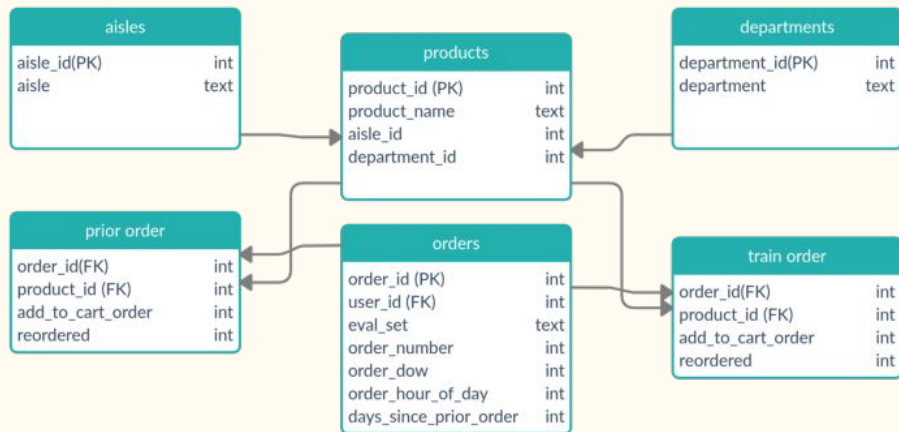 aisles
aisle_id(PK) int
aisle text
products
product_id (PK) int
product_name text
aisle_id int
department_id int
departments
department_id(PK) int
department text
prior order
order_id(FK) int
product_id (FK) int
add_to_cart_order int
reordered int
orders
order_id (PK) int
user_id (FK) int
eval_set text
order_number int
order_dow int
order_hour_of_day int
days_since_prior_order int
train order
order_id(FK) int
product_id (FK) int
add_to_cart_order int
reordered int